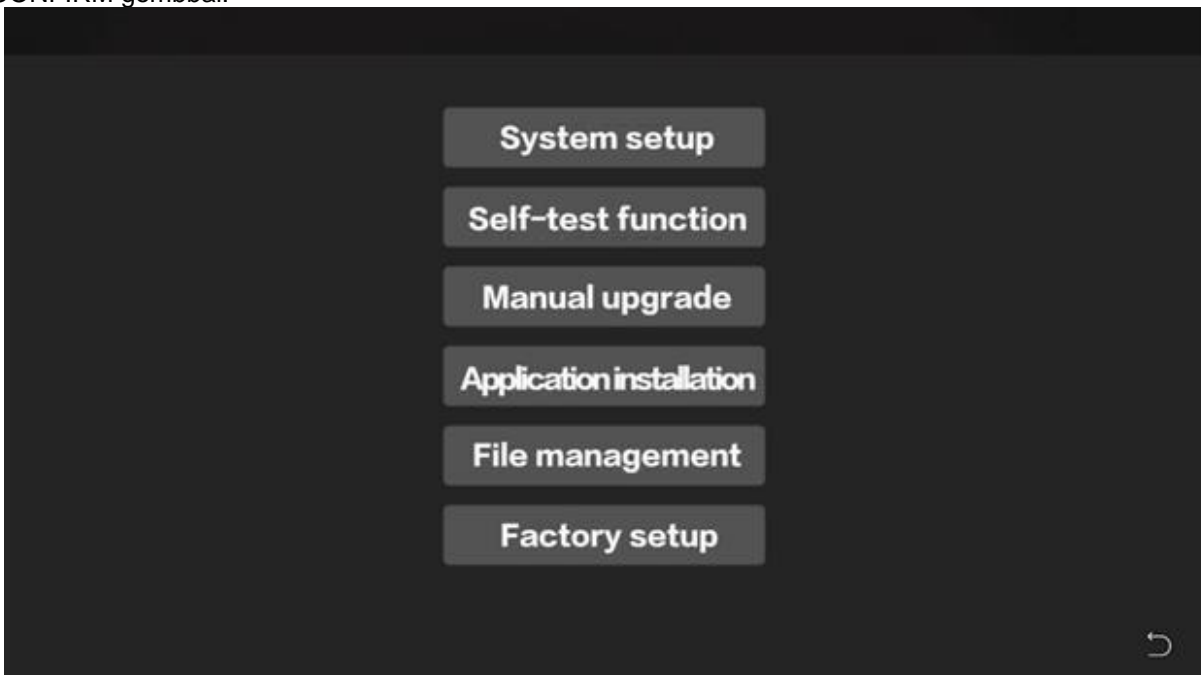 System setup
Self-test function
Manual upgrade
Application installation
File management
Factory setup